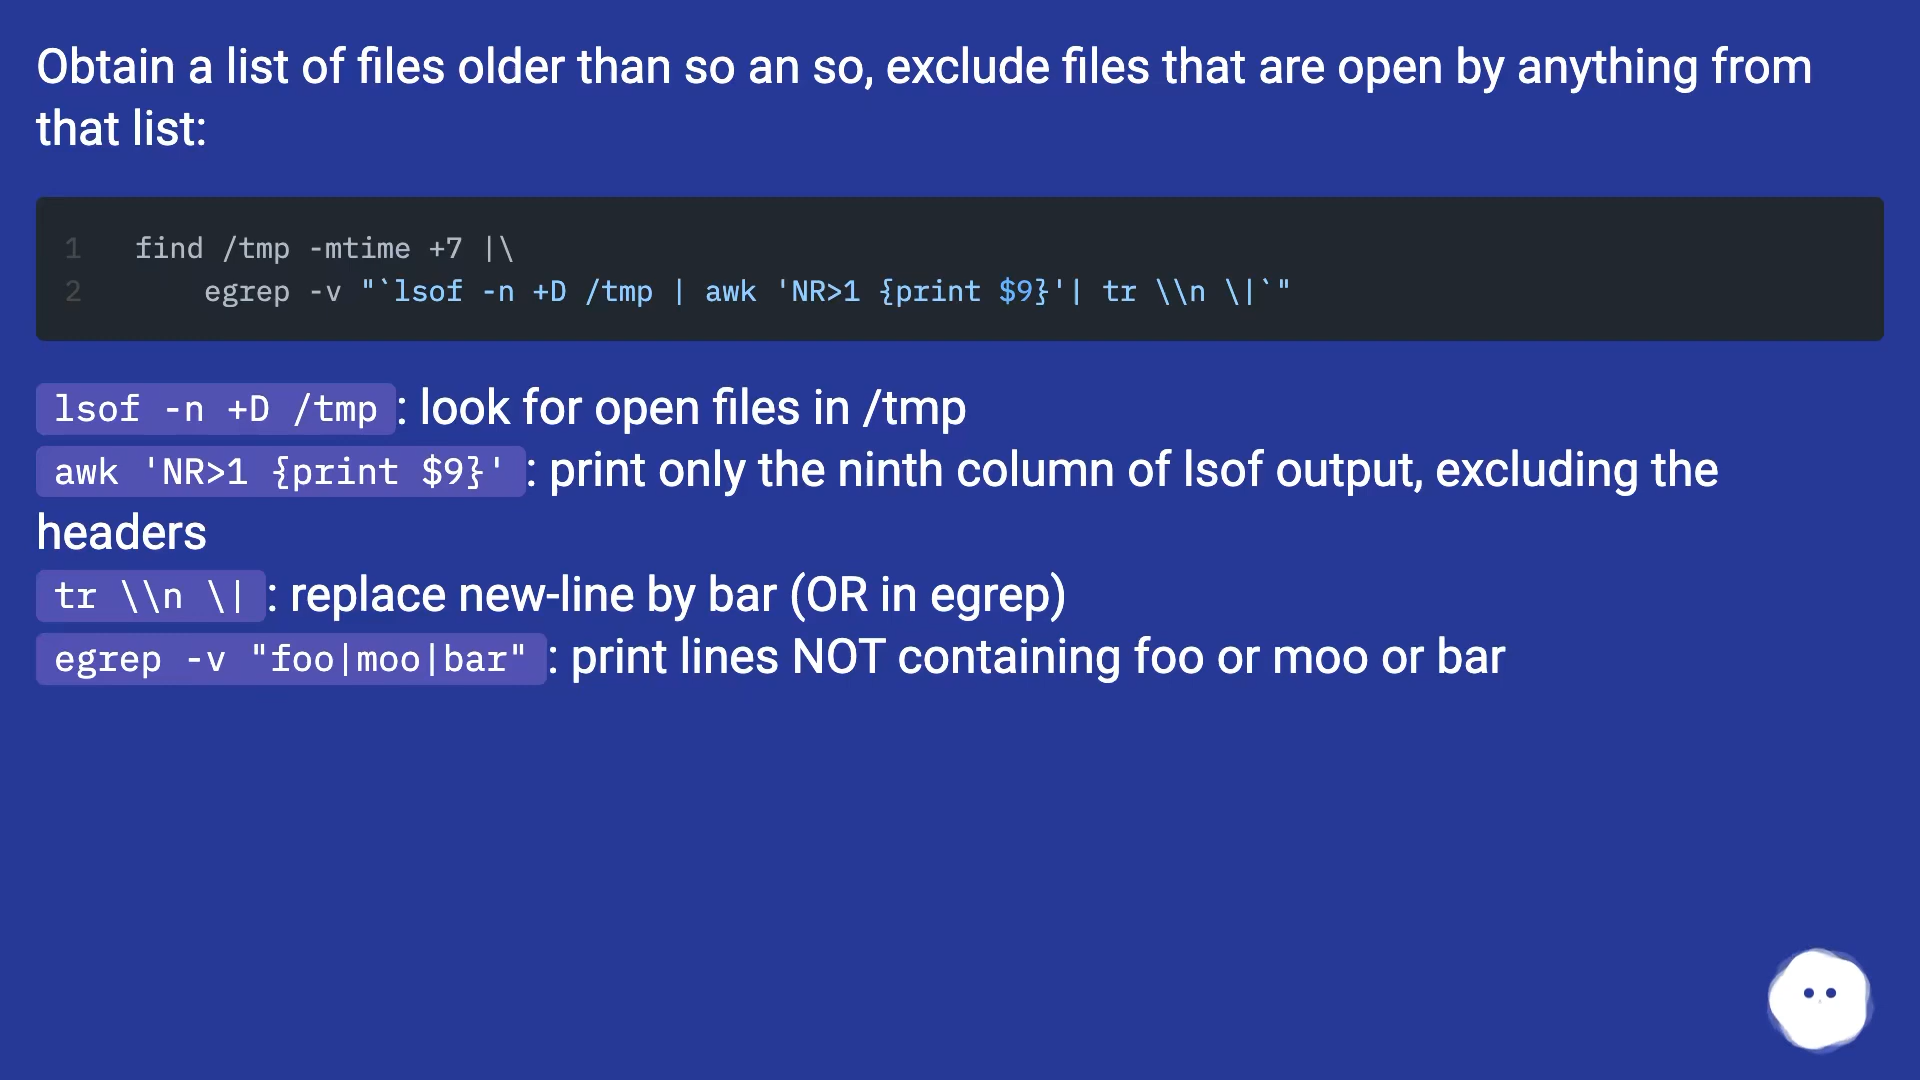 Obtain a list of files older than so an so, exclude files that are open by anything from
that list:
1 find /tmp -mtime +7 |\
2 egrep -v "`lsof -n +D /tmp | awk 'NR>1 {print $9}'| tr \\n \|`"
lsof -n +D /tmp : look for open files in /tmp
awk 'NR>1 {print $9}' : print only the ninth column of lsof output, excluding the
headers
tr \\n \| : replace new-line by bar (OR in egrep)
egrep -v "foo|moo|bar" : print lines NOT containing foo or moo or bar